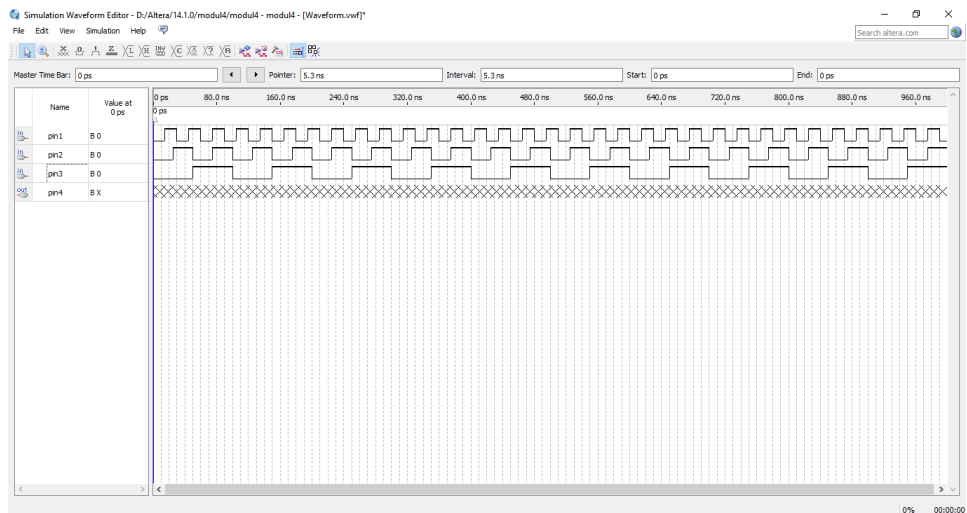 Simulation Waveform Editor - D:/Altera/14.1.0/modul4/modul4 - modul4 - [Waveform.vwf]*
File Edit View Simulation Help
Search altera.com
Master Time Bar: 0 ps Pointer: 5.3 ns Interval: 5.3 ns Start: 0 ps End: 0 ps
Name Value at 0 ps
0 ps 80.0 ns 160.0 ns 240.0 ns 320.0 ns 400.0 ns 480.0 ns 560.0 ns 640.0 ns 720.0 ns 800.0 ns 880.0 ns 960.0 ns
0 ps
in pin1 B 0
in pin2 B 0
in pin3 B 0
out pin4 B X
0% 00:00:00